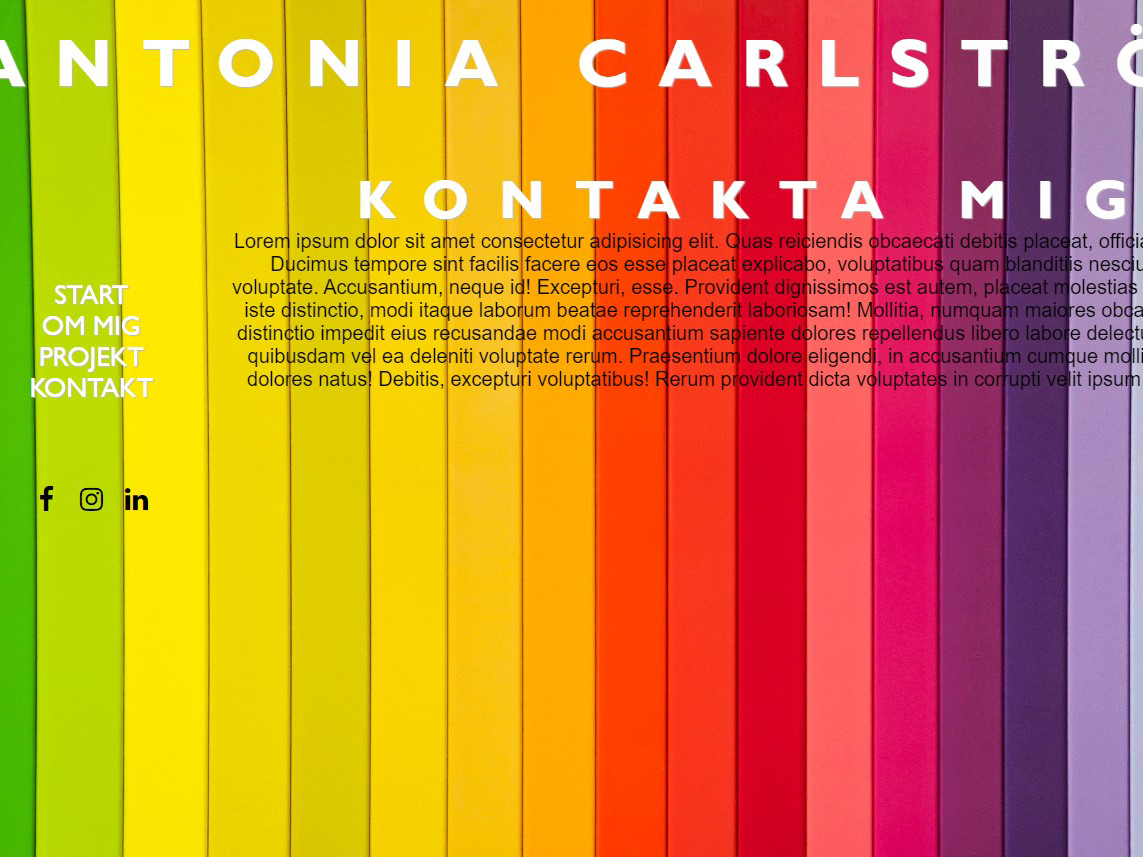 ANTONIA CARLSTRÖ
KONTAKTA MIG
Lorem ipsum dolor sit amet consectetur adipisicing elit. Quas reiciendis obcaecati debitis placeat, officia
Ducimus tempore sint facilis facere eos esse placeat explicabo, voluptatibus quam blanditiis nesciu
voluptate. Accusantium, neque id! Excepturi, esse. Provident dignissimos est autem, placeat molestias
iste distinctio, modi itaque laborum beatae reprehenderit laboriosam! Mollitia, numquam maiores obca
distinctio impedit eius recusandae modi accusantium sapiente dolores repellendus libero labore delectu
quibusdam vel ea deleniti voluptate rerum. Praesentium dolore eligendi, in accusantium cumque molli
dolores natus! Debitis, excepturi voluptatibus! Rerum provident dicta voluptates in corrupti velit ipsum
START
OM MIG
PROJEKT
KONTAKT